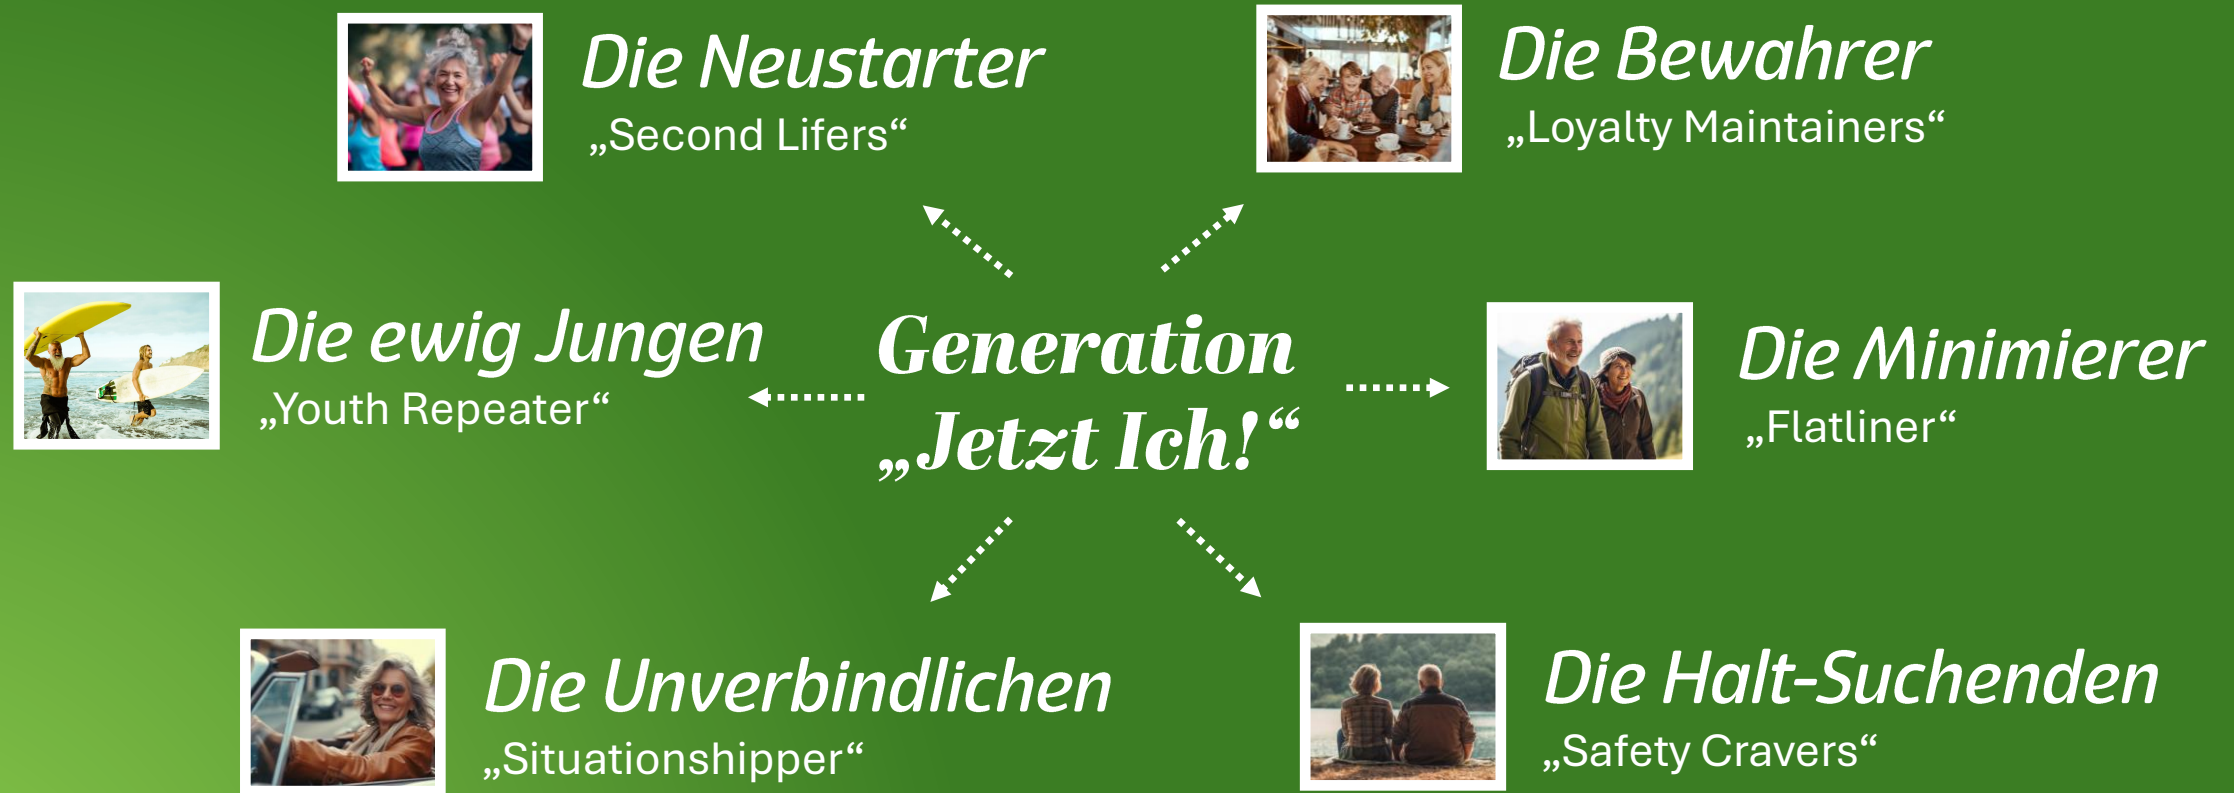 Die Neustarter
„Second Lifers“
Die Bewahrer
„Loyalty Maintainers“
Die ewig Jungen
„Youth Repeater“
Generation
„Jetzt Ich!“
Die Minimierer
„Flatliner“
Die Unverbindlichen
„Situationshipper“
Die Halt-Suchenden
„Safety Cravers“